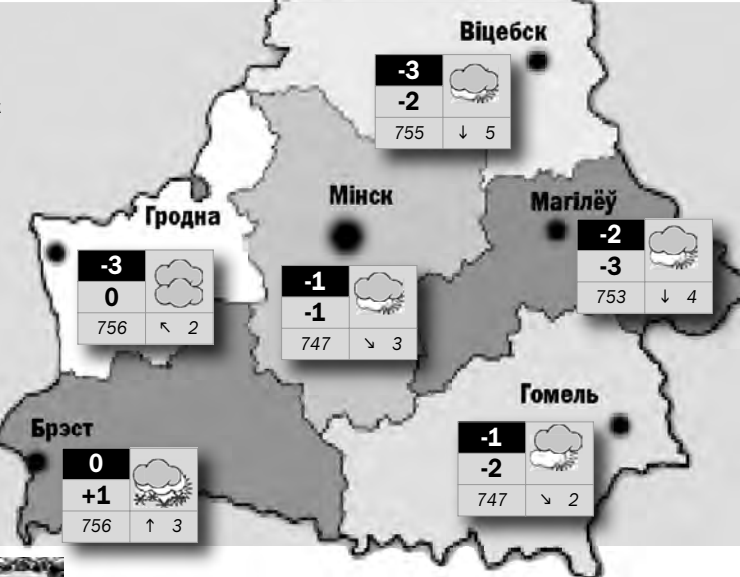 Віцебск
-3
-2
755 ↓ 5
Мінск
-1
-1
747 ↘ 3
Магілёў
-2
-3
753 ↓ 4
Гродна
-3
0
756 ↖ 2
Гомель
-1
-2
747 ↘ 2
Брэст
0
+1
756 ↑ 3